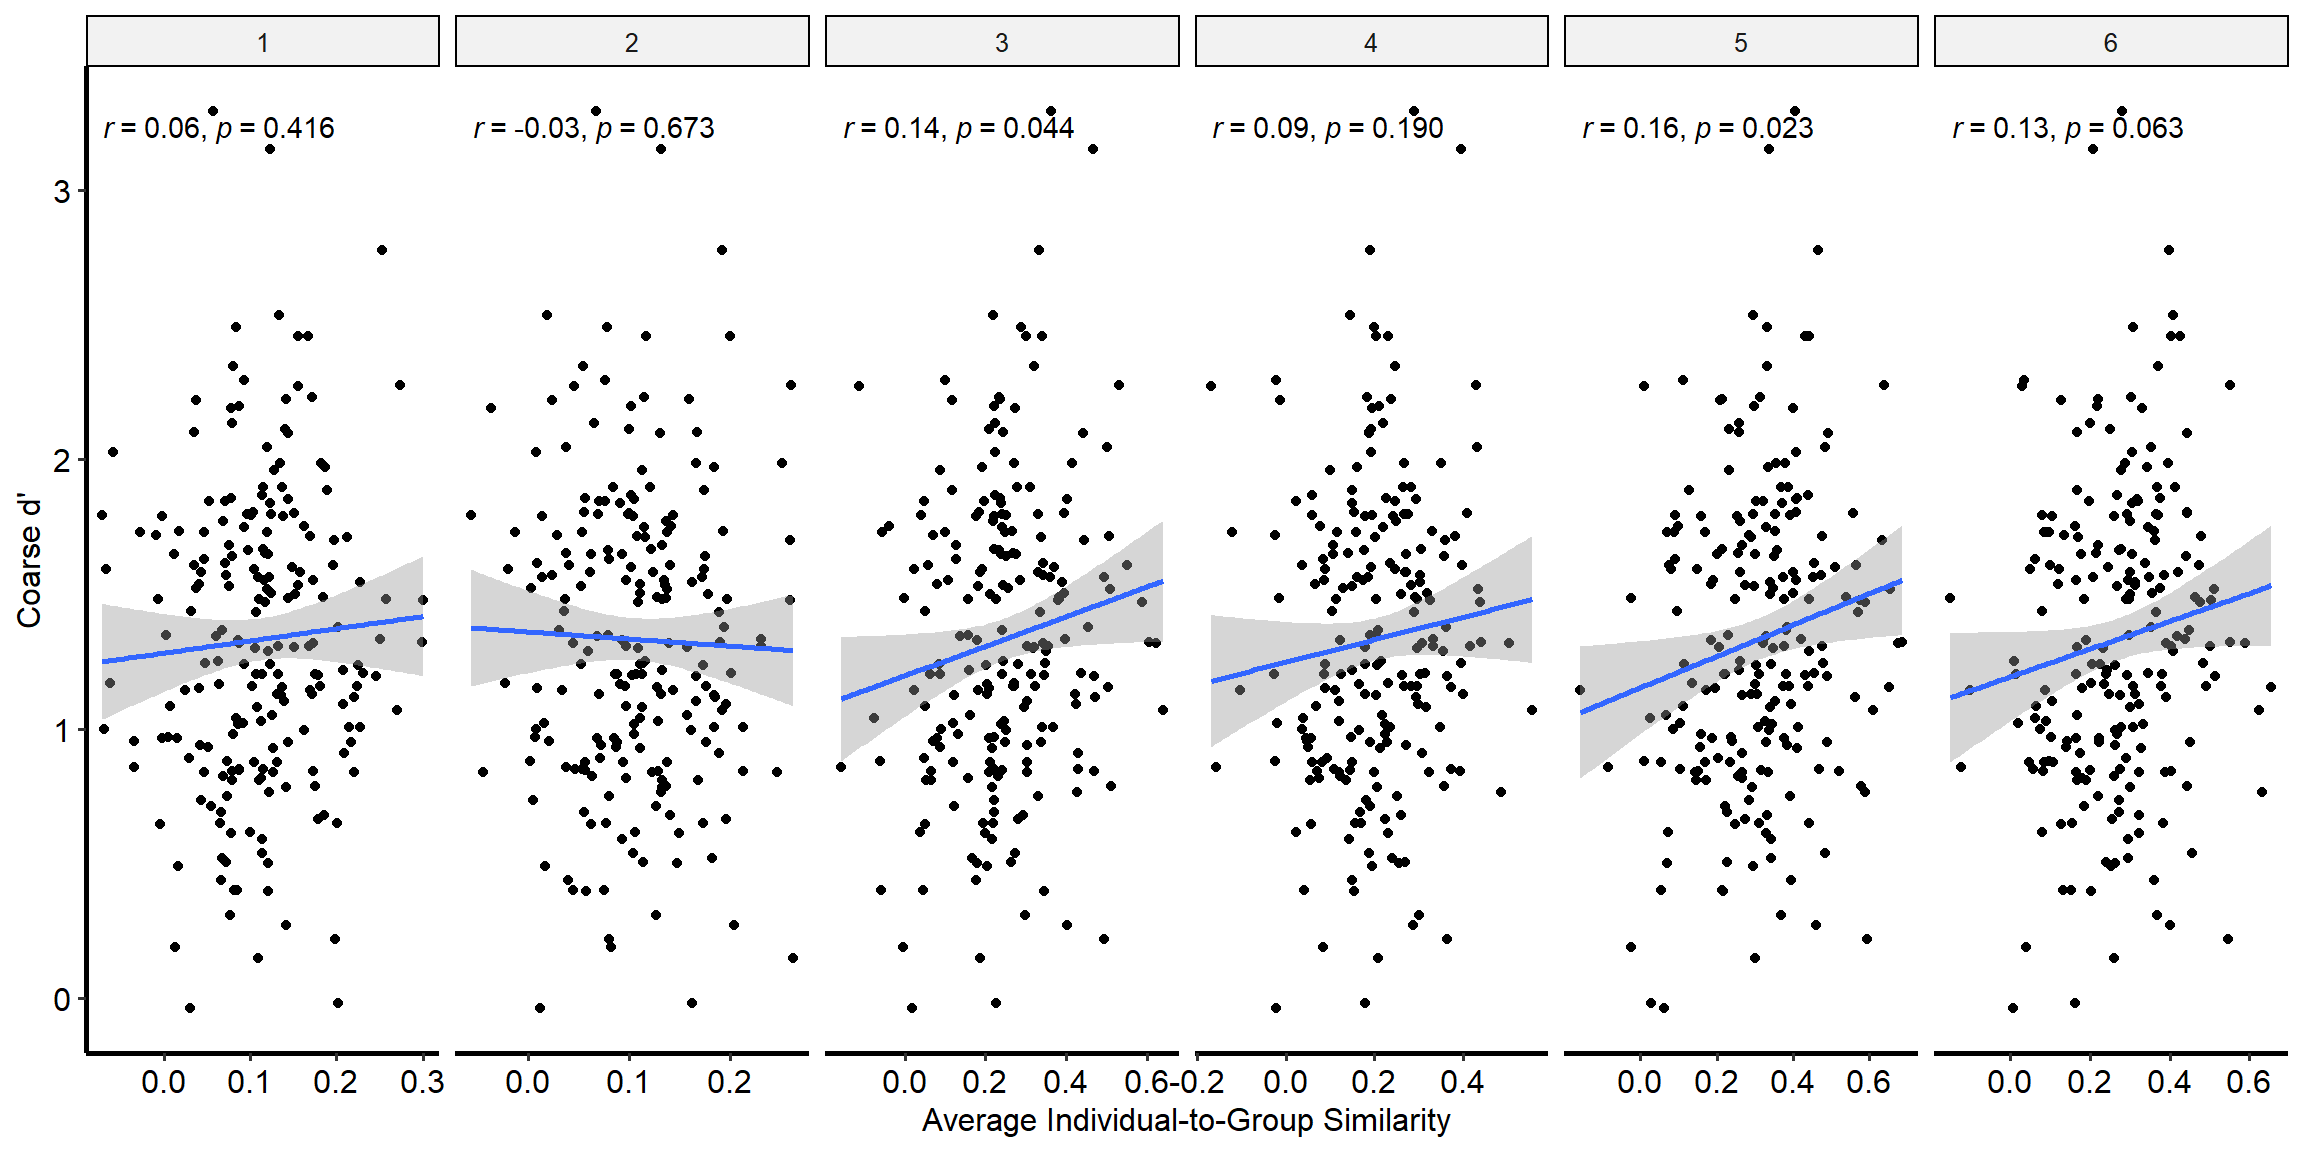 1 2 3 4 5 6
r = 0.06, p = 0.416 r = -0.03, p = 0.673 r = 0.14, p = 0.044 r = 0.09, p = 0.190 r = 0.16, p = 0.023 r = 0.13, p = 0.063
3
2
1
0
Coarse d'
0.0 0.1 0.2 0.3 0.0 0.1 0.2 0.0 0.2 0.4 0.6 -0.2 0.0 0.2 0.4 0.0 0.2 0.4 0.6 0.0 0.2 0.4 0.6
Average Individual-to-Group Similarity